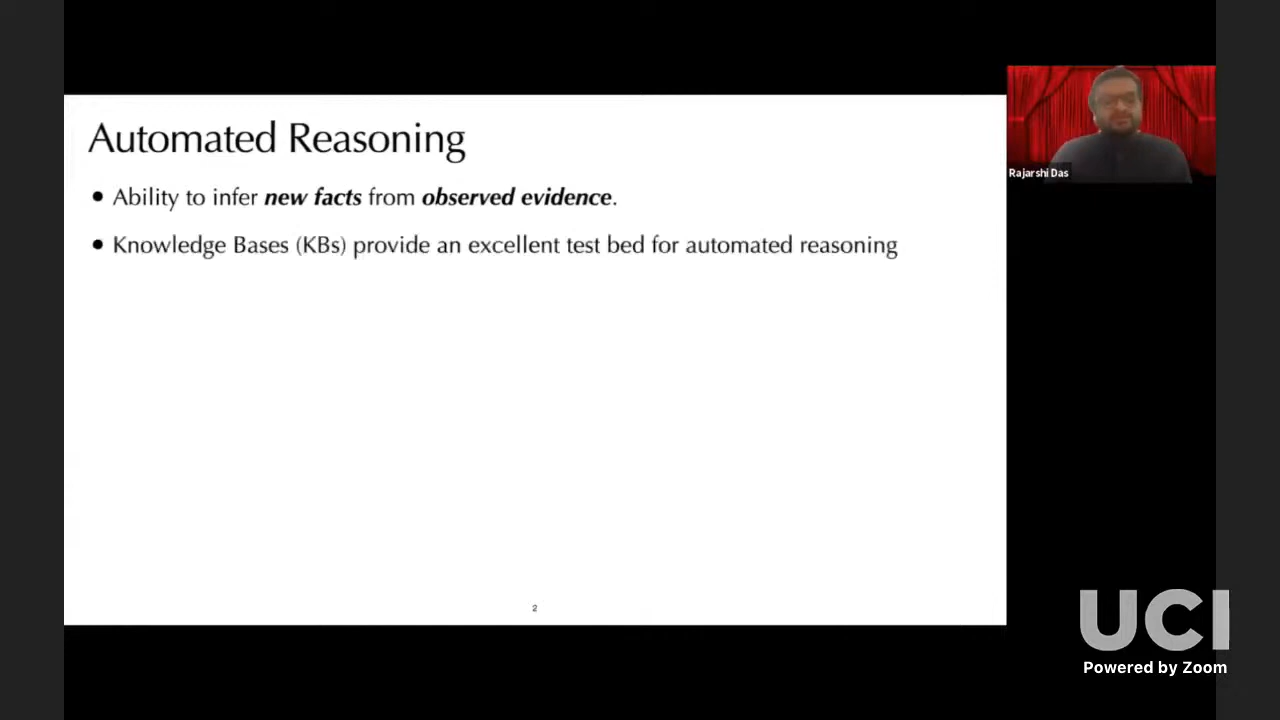 Automated Reasoning
• Ability to infer new facts from observed evidence.
• Knowledge Bases (KBs) provide an excellent test bed for automated reasoning
2
Rajarshi Das
UCI
Powered by Zoom